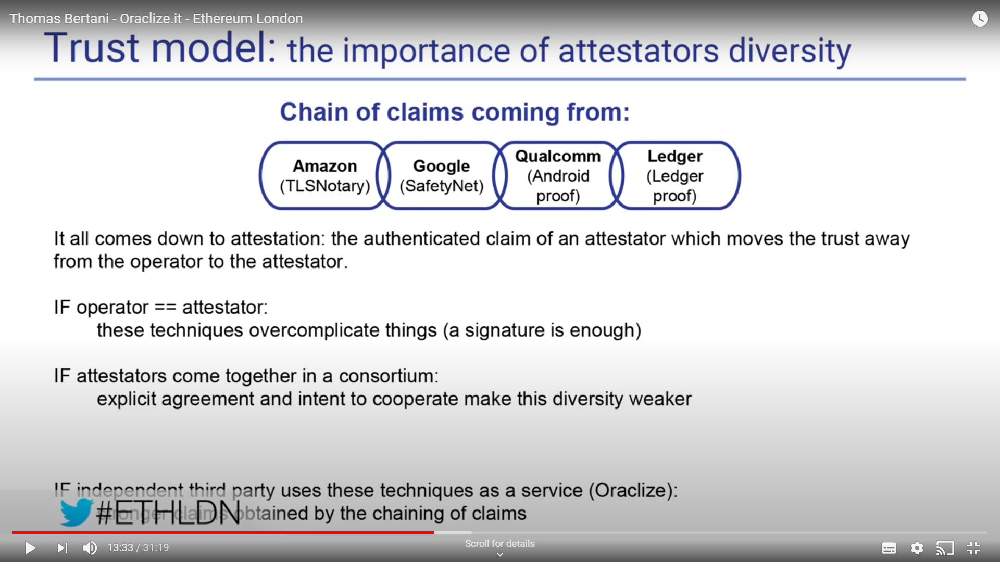 Thomas Bertani - Oraclize.it - Ethereum London
Trust model: the importance of attestators diversity
Chain of claims coming from:
Amazon
(TLSNotary)
Google
(SafetyNet)
Qualcomm
(Android
proof)
Ledger
(Ledger
proof)
It all comes down to attestation: the authenticated claim of an attestator which moves the trust away
from the operator to the attestator.
IF operator == attestator:
these techniques overcomplicate things (a signature is enough)
IF attestators come together in a consortium:
explicit agreement and intent to cooperate make this diversity weaker
IF independent third party uses these techniques as a service (Oraclize):
stronger claims obtained by the chaining of claims
#ETHLDN
13:33 / 31:19
Scroll for details